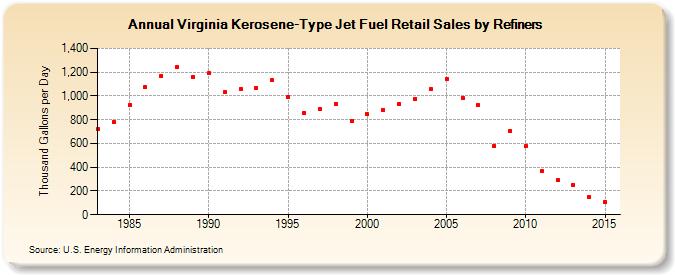 Annual Virginia Kerosene-Type Jet Fuel Retail Sales by Refiners
Thousand Gallons per Day
1,400
1,200
1,000
800
600
400
200
0
1985 1990 1995 2000 2005 2010 2015
Source: U.S. Energy Information Administration